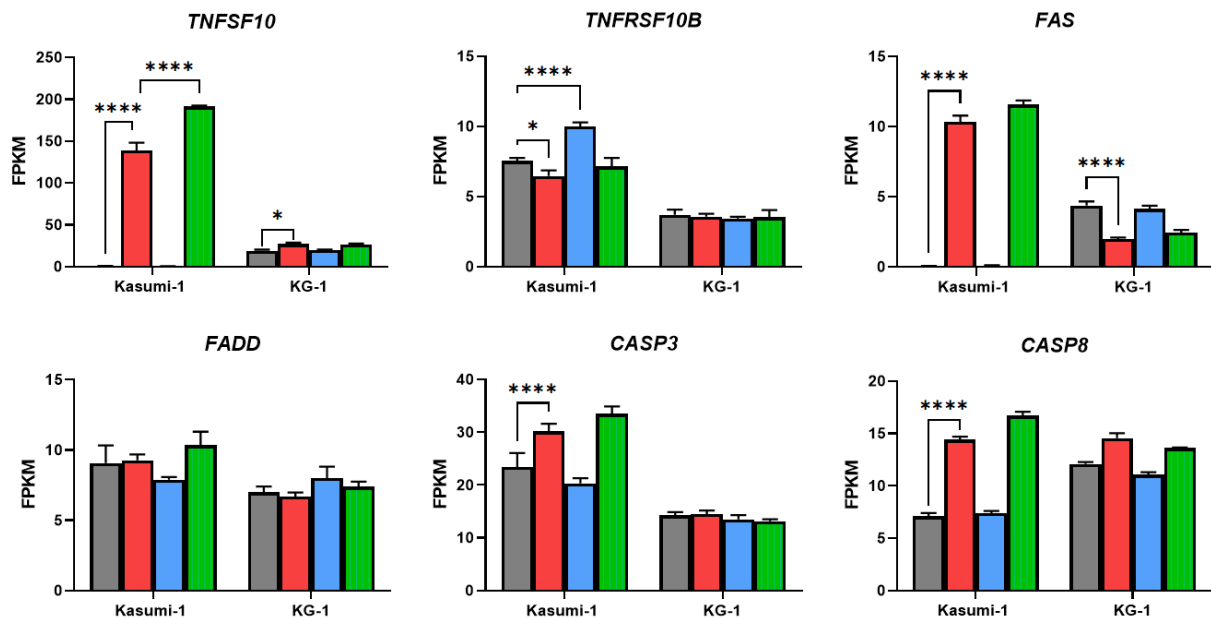 TNFSF10
****
****
*
FPKM
250
200
150
100
50
0
Kasumi-1 KG-1
TNFRSF10B
****
*
FPKM
15
10
5
0
Kasumi-1 KG-1
FAS
****
****
FPKM
15
10
5
0
Kasumi-1 KG-1
FADD
FPKM
15
10
5
0
Kasumi-1 KG-1
CASP3
****
FPKM
40
30
20
10
0
Kasumi-1 KG-1
CASP8
****
FPKM
20
15
10
5
0
Kasumi-1 KG-1